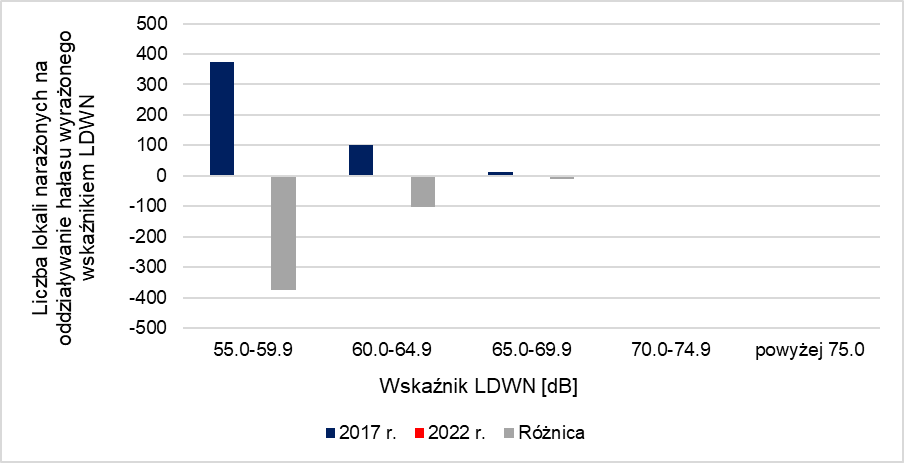 Liczba lokali narażonych na
oddziaływanie hałasu wyrażonego
wskaźnikiem LDWN
500
400
300
200
100
0
-100
-200
-300
-400
-500
55.0-59.9 60.0-64.9 65.0-69.9 70.0-74.9 powyżej 75.0
Wskaźnik LDWN [dB]
2017 r. 2022 r. Różnica